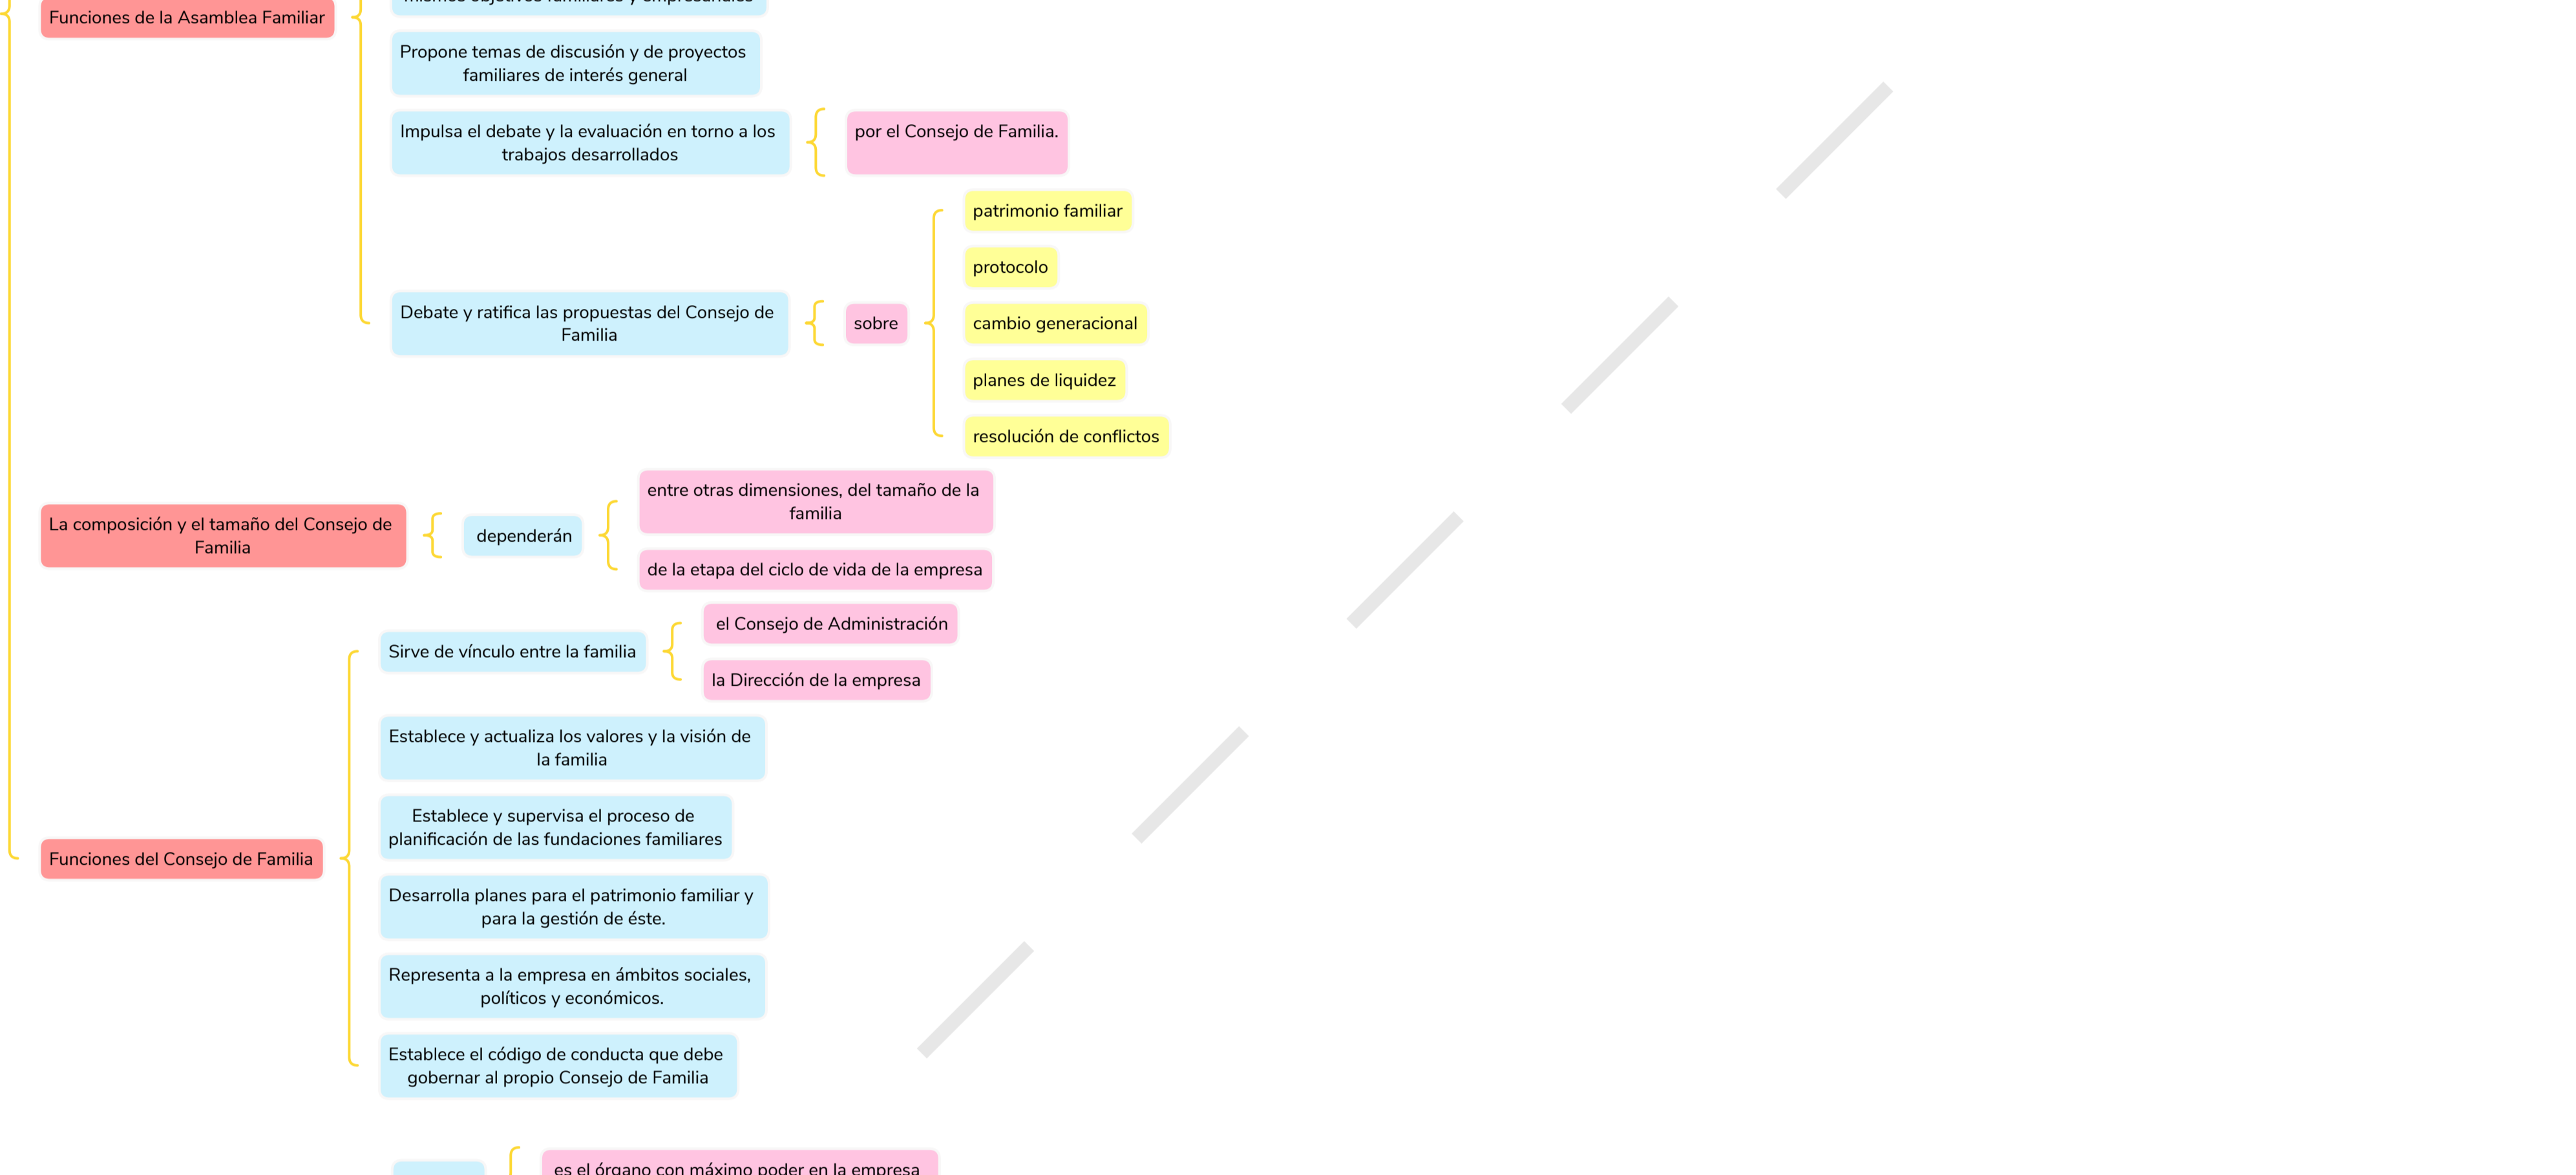 Funciones de la Asamblea Familiar
mismos objetivos familiares y empresariales
Propone temas de discusión y de proyectos
familiares de interés general
Impulsa el debate y la evaluación en torno a los
trabajos desarrollados
por el Consejo de Familia.
Debate y ratifica las propuestas del Consejo de
Familia
sobre
patrimonio familiar
protocolo
cambio generacional
planes de liquidez
resolución de conflictos
La composición y el tamaño del Consejo de
Familia
dependerán
entre otras dimensiones, del tamaño de la
familia
de la etapa del ciclo de vida de la empresa
Funciones del Consejo de Familia
Sirve de vínculo entre la familia
el Consejo de Administración
la Dirección de la empresa
Establece y actualiza los valores y la visión de
la familia
Establece y supervisa el proceso de
planificación de las fundaciones familiares
Desarrolla planes para el patrimonio familiar y
para la gestión de éste.
Representa a la empresa en ámbitos sociales,
políticos y económicos.
Establece el código de conducta que debe
gobernar al propio Consejo de Familia
es el órgano con máximo poder en la empresa